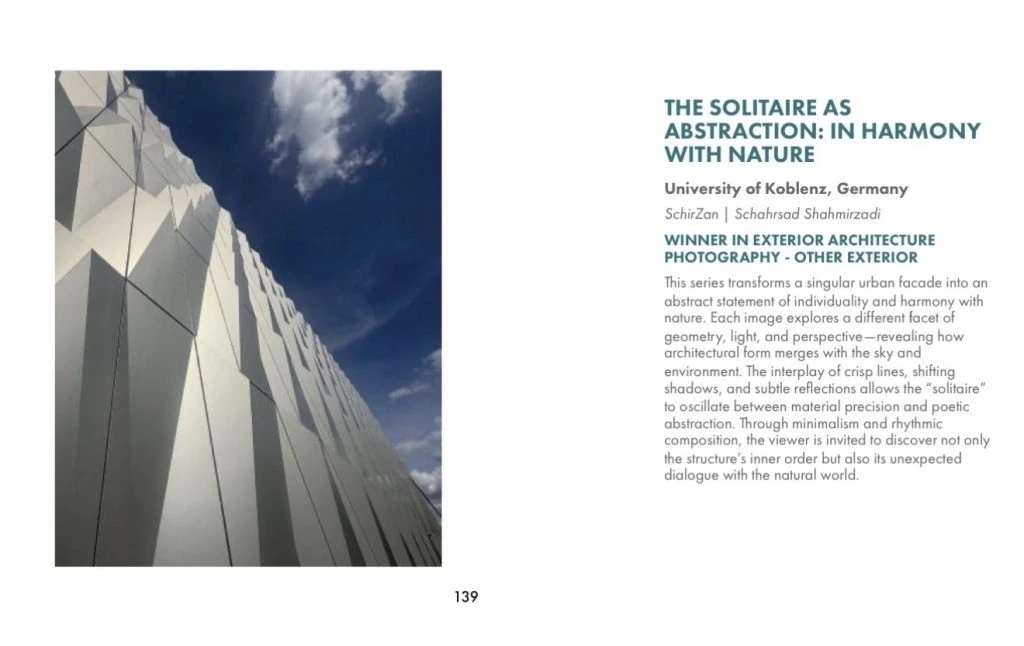 THE SOLITAIRE AS
ABSTRACTION: IN HARMONY
WITH NATURE
University of Koblenz, Germany
SchirZan | Schahrsad Shahmirzadi
WINNER IN EXTERIOR ARCHITECTURE
PHOTOGRAPHY - OTHER EXTERIOR
This series transforms a singular urban facade into an
abstract statement of individuality and harmony with
nature. Each image explores a different facet of
geometry, light, and perspective—revealing how
architectural form merges with the sky and
environment. The interplay of crisp lines, shifting
shadows, and subtle reflections allows the “solitaire”
to oscillate between material precision and poetic
abstraction. Through minimalism and rhythmic
composition, the viewer is invited to discover not only
the structure’s inner order but also its unexpected
dialogue with the natural world.
139